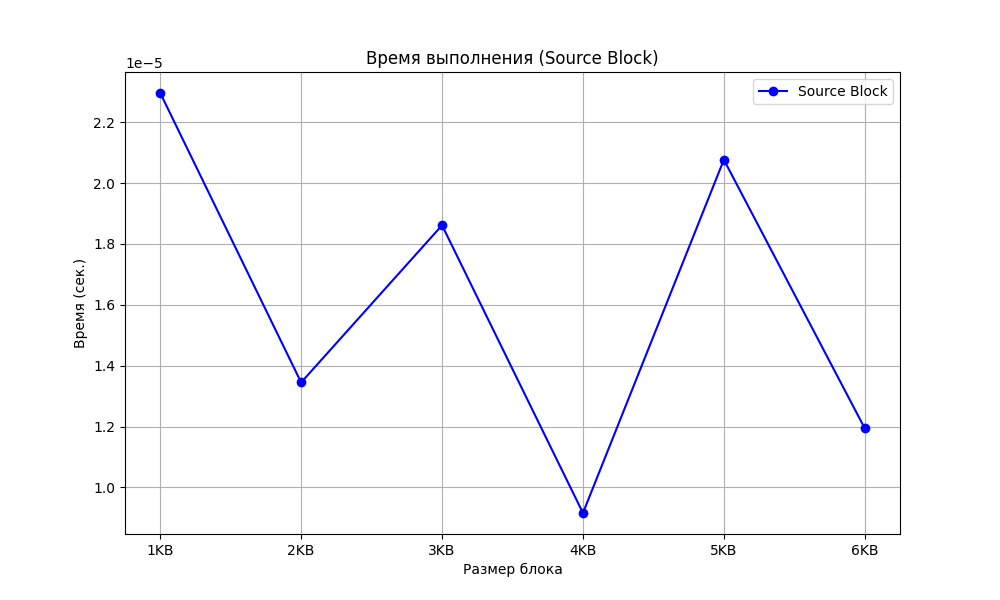 Время выполнения (Source Block)
1e−5
Source Block
2.2
2.0
1.8
1.6
1.4
1.2
1.0
Время (сек.)
1KB 2KB 3KB 4KB 5KB 6KB
Размер блока